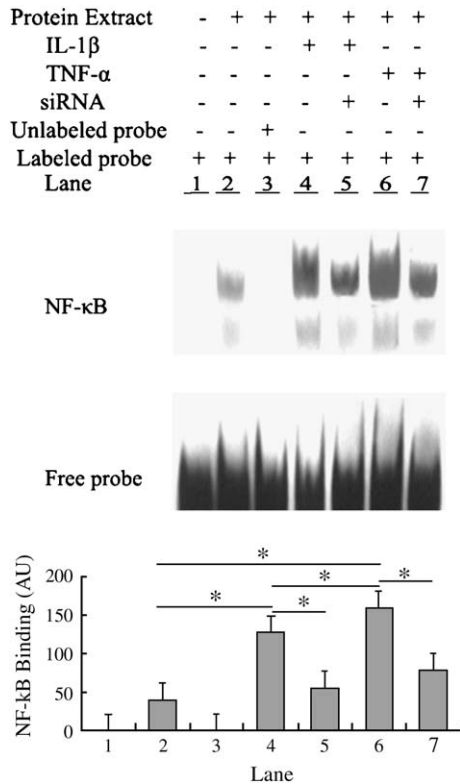 Protein Extract - + + + + + +
IL-1β - - - + + - -
TNF-α - - - - - + +
siRNA - - - - + - +
Unlabeled probe - - + - - - -
Labeled probe + + + + + + +
Lane 1 2 3 4 5 6 7
NF-κB
Free probe
*
* *
* *
NF-kB Binding (AU)
200
150
100
50
0
1 2 3 4 5 6 7
Lane